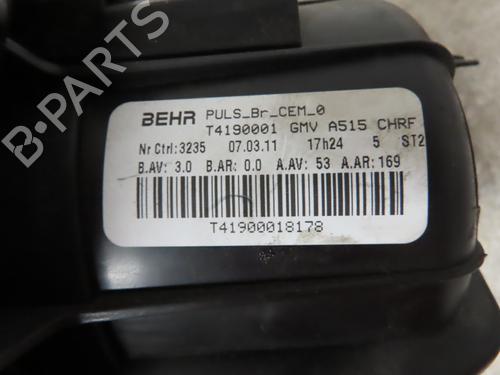 BEHR PULS_Br_CEM_0
T4190001 GMV A515 CHRF
Nr Ctrl:3235 07.03.11 17h24 5 ST2
B.AV: 3.0 B.AR: 0.0 A.AV: 53 A.AR:169
T41900018178
B-PARTS